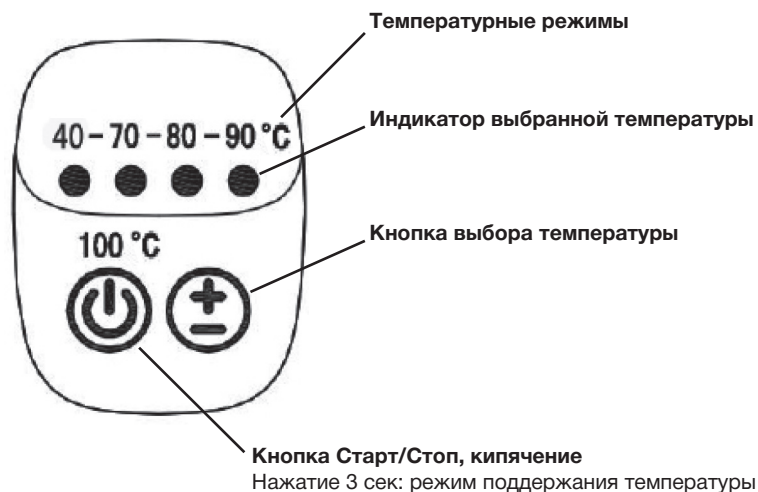 Температурные режимы
40 – 70 – 80 – 90 °C
Индикатор выбранной температуры
Кнопка выбора температуры
100 °C
Кнопка Старт/Стоп, кипячение
Нажатие 3 сек: режим поддержания температуры